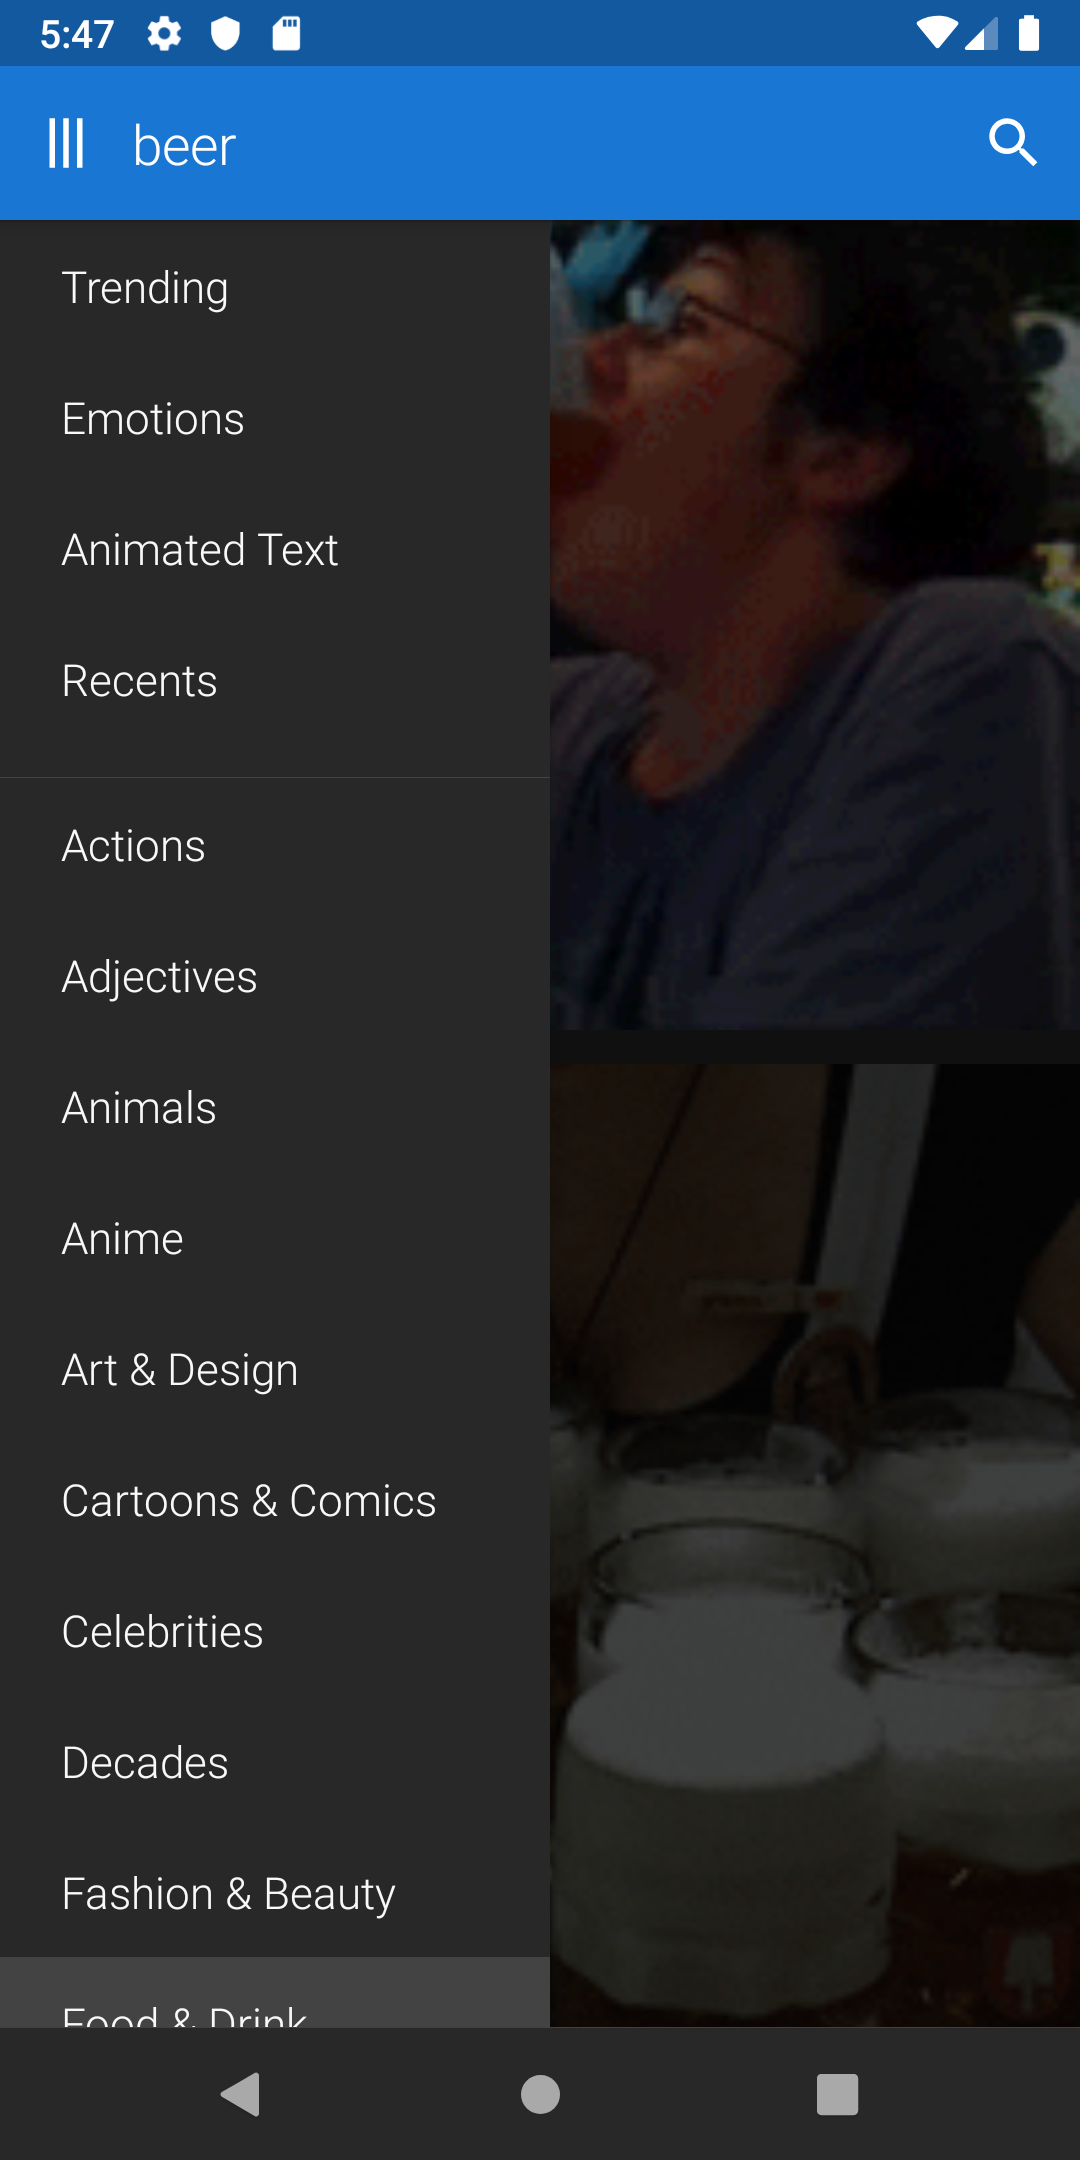 5:47
beer
Trending
Emotions
Animated Text
Recents
Actions
Adjectives
Animals
Anime
Art & Design
Cartoons & Comics
Celebrities
Decades
Fashion & Beauty
Food & Drink